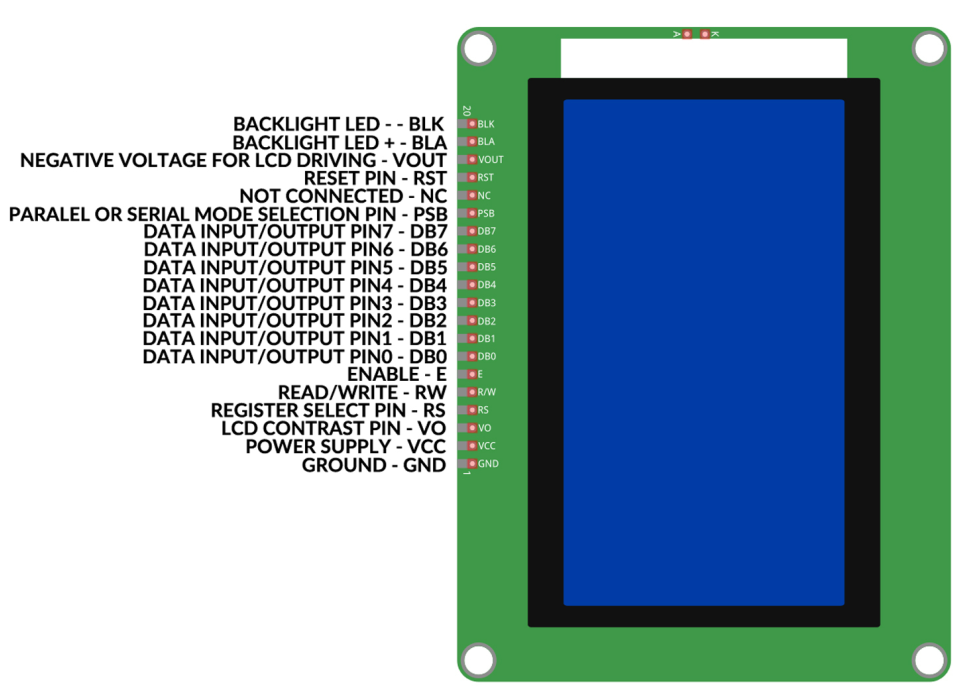 A K
20
BACKLIGHT LED - - BLK BLK
BACKLIGHT LED + - BLA BLA
NEGATIVE VOLTAGE FOR LCD DRIVING - VOUT VOUT
RESET PIN - RST RST
NOT CONNECTED - NC NC
PARALEL OR SERIAL MODE SELECTION PIN - PSB PSB
DATA INPUT/OUTPUT PIN7 - DB7 DB7
DATA INPUT/OUTPUT PIN6 - DB6 DB6
DATA INPUT/OUTPUT PIN5 - DB5 DB5
DATA INPUT/OUTPUT PIN4 - DB4 DB4
DATA INPUT/OUTPUT PIN3 - DB3 DB3
DATA INPUT/OUTPUT PIN2 - DB2 DB2
DATA INPUT/OUTPUT PIN1 - DB1 DB1
DATA INPUT/OUTPUT PIN0 - DB0 DB0
ENABLE - E E
READ/WRITE - RW R/W
REGISTER SELECT PIN - RS RS
LCD CONTRAST PIN - VO VO
POWER SUPPLY - VCC VCC
GROUND - GND GND
1